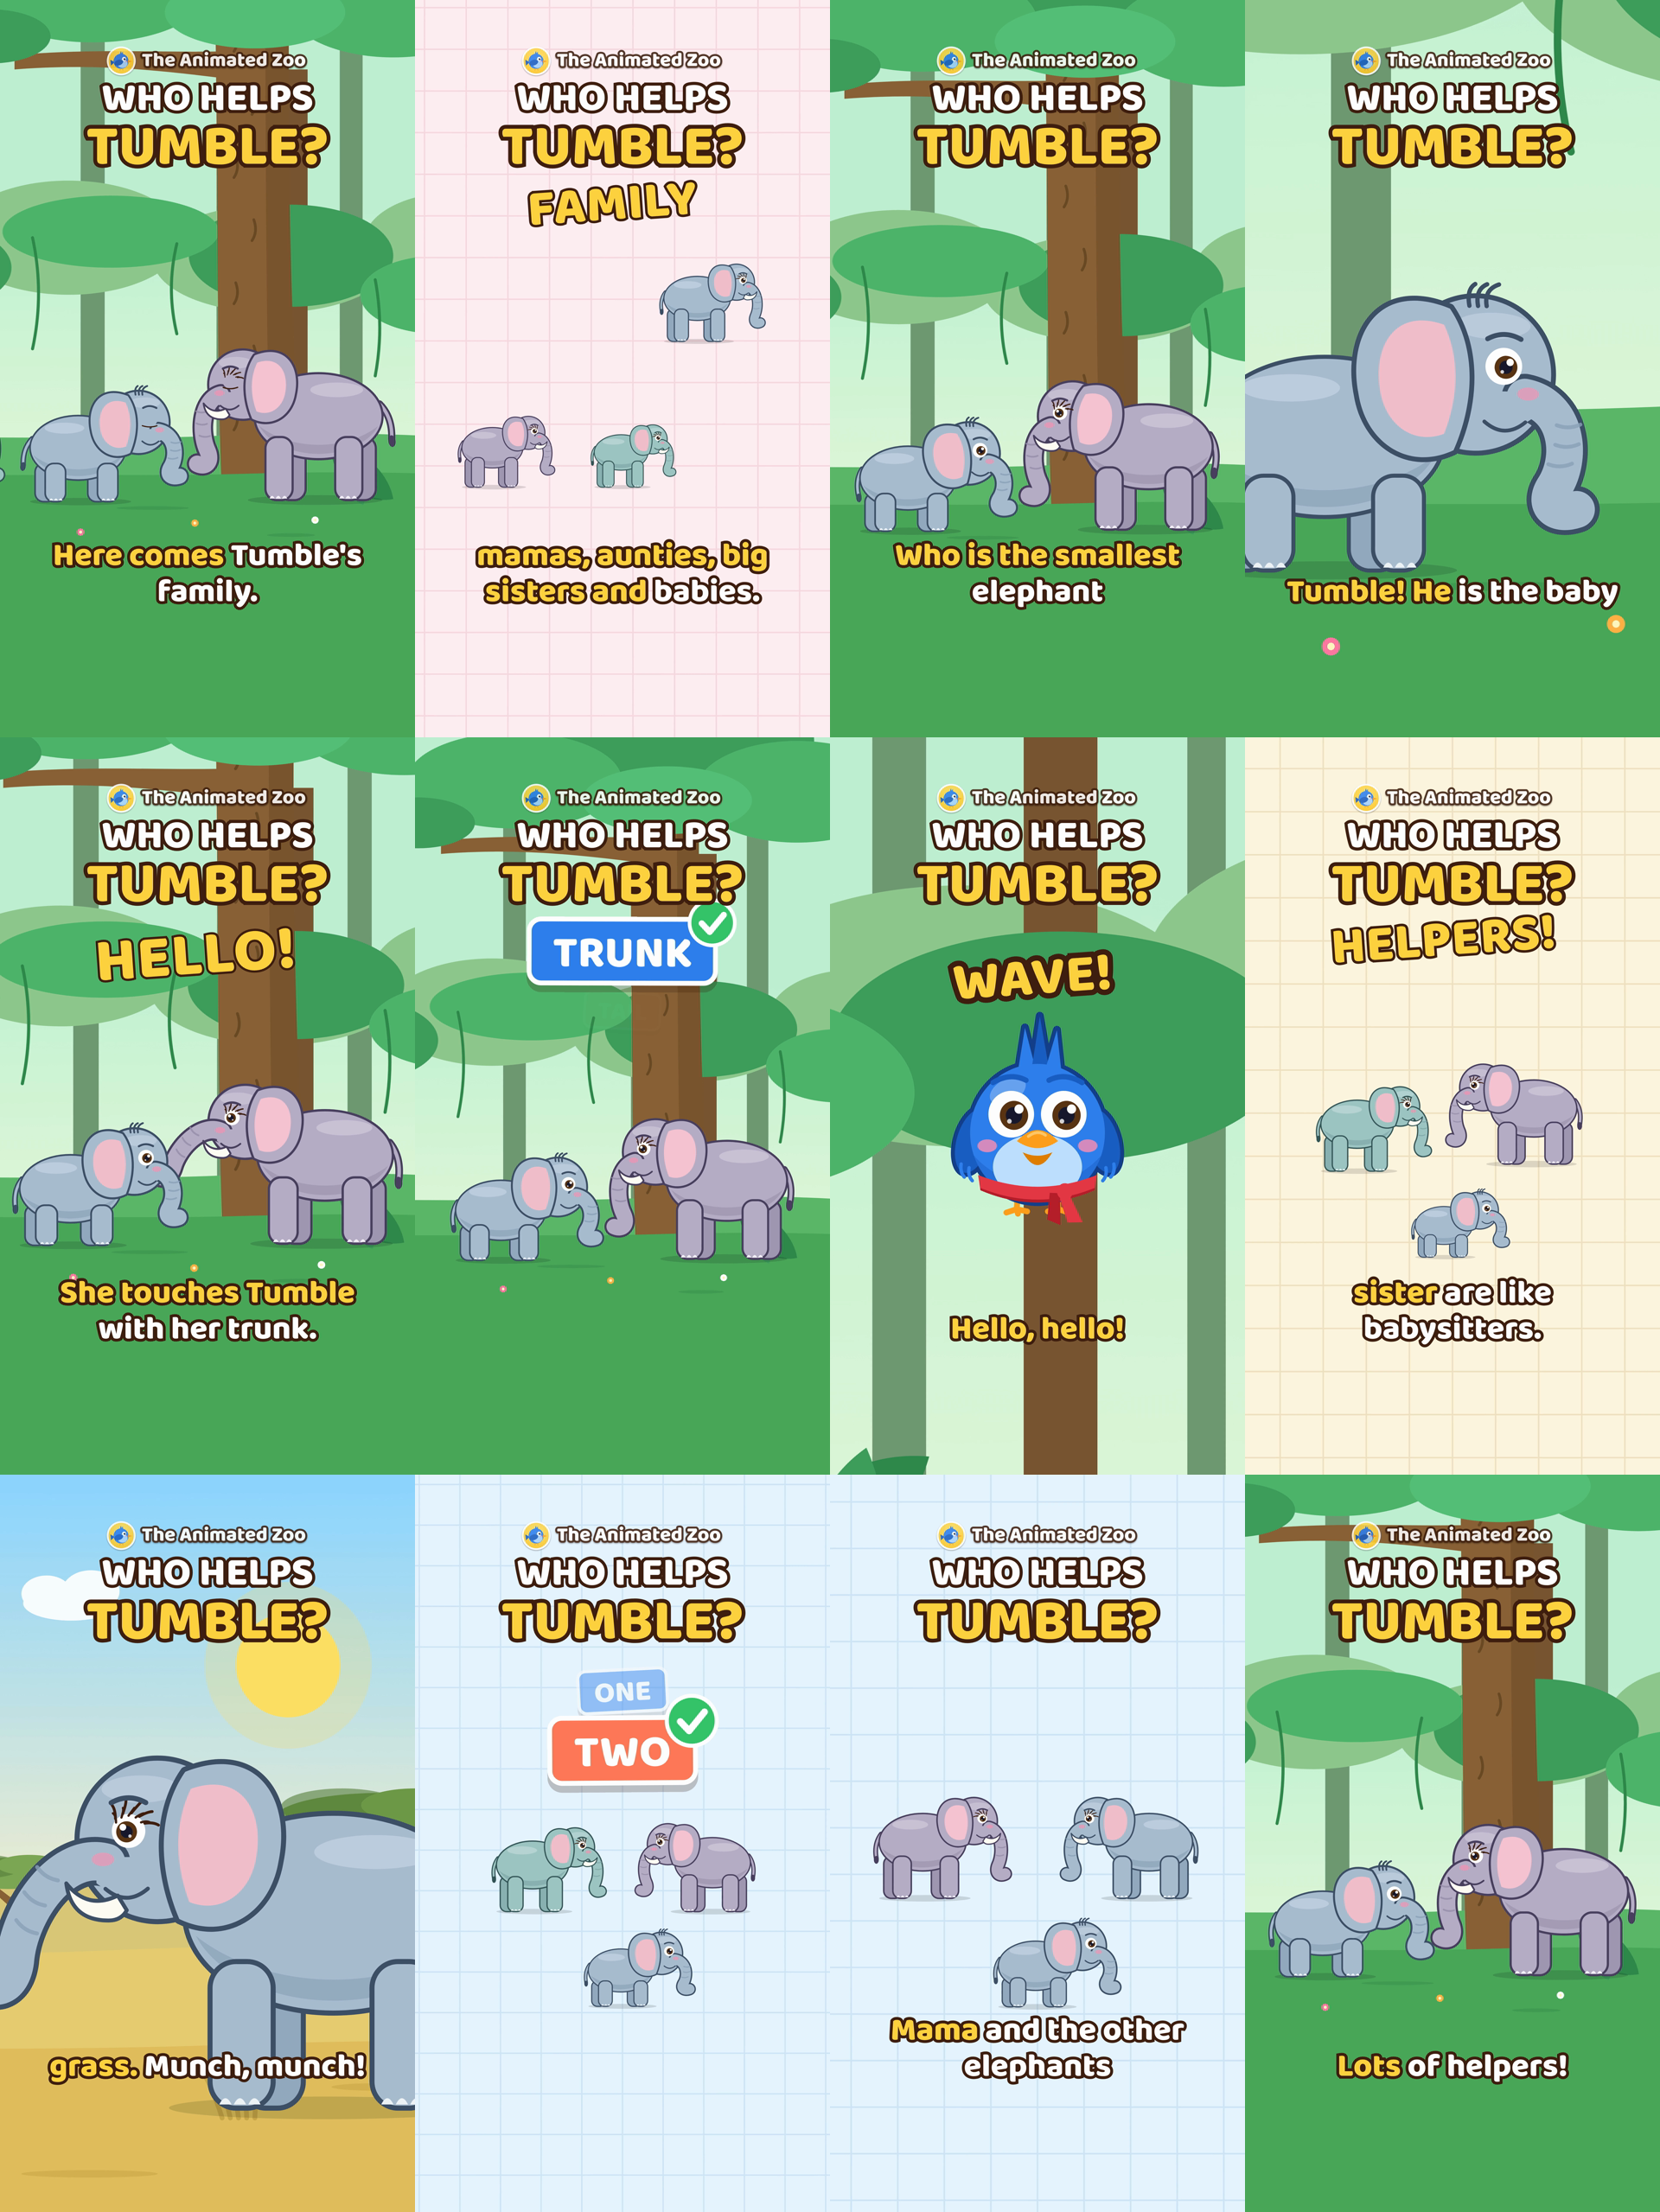 The Animated Zoo
WHO HELPS
TUMBLE?
Here comes Tumble's
family.
The Animated Zoo
WHO HELPS
TUMBLE?
FAMILY
mamas, aunties, big
sisters and babies.
The Animated Zoo
WHO HELPS
TUMBLE?
Who is the smallest
elephant
The Animated Zoo
WHO HELPS
TUMBLE?
Tumble! He is the baby
The Animated Zoo
WHO HELPS
TUMBLE?
HELLO!
She touches Tumble
with her trunk.
The Animated Zoo
WHO HELPS
TUMBLE?
TRUNK
The Animated Zoo
WHO HELPS
TUMBLE?
WAVE!
Hello, hello!
The Animated Zoo
WHO HELPS
TUMBLE?
HELPERS!
sister are like
babysitters.
The Animated Zoo
WHO HELPS
TUMBLE?
grass. Munch, munch!
The Animated Zoo
WHO HELPS
TUMBLE?
ONE
TWO
The Animated Zoo
WHO HELPS
TUMBLE?
Mama and the other
elephants
The Animated Zoo
WHO HELPS
TUMBLE?
Lots of helpers!